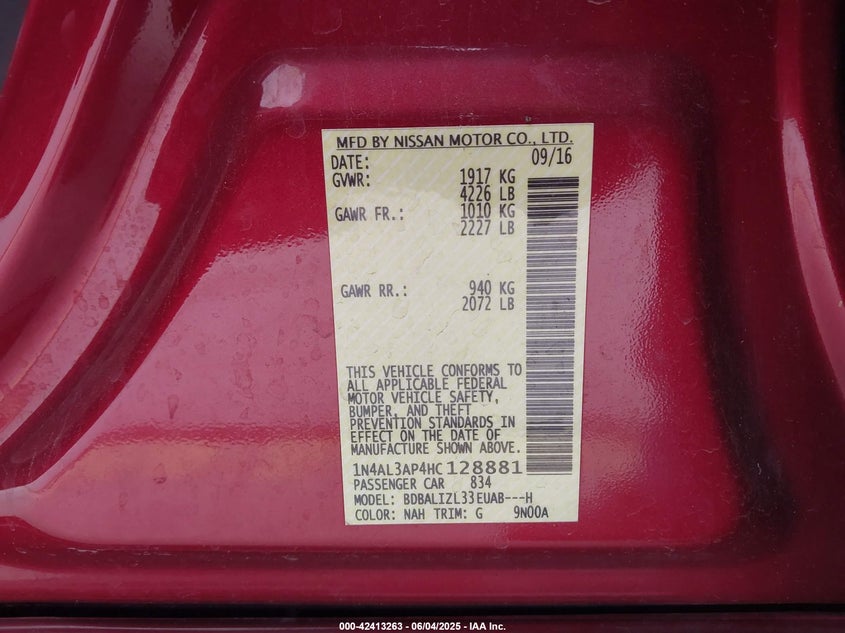 MFD BY NISSAN MOTOR CO., LTD.
DATE: 09/16
GVWR: 1917 KG
4226 LB
GAWR FR.: 1010 KG
2227 LB
GAWR RR.: 940 KG
2072 LB
THIS VEHICLE CONFORMS TO
ALL APPLICABLE FEDERAL
MOTOR VEHICLE SAFETY,
BUMPER, AND THEFT
PREVENTION STANDARDS IN
EFFECT ON THE DATE OF
MANUFACTURE SHOWN ABOVE.
1N4AL3AP4HC128881
PASSENGER CAR 834
MODEL: BDBALIZL33EUAB---H
COLOR: NAH TRIM: G 9N00A
000-42413263 - 06/04/2025 - IAA Inc.